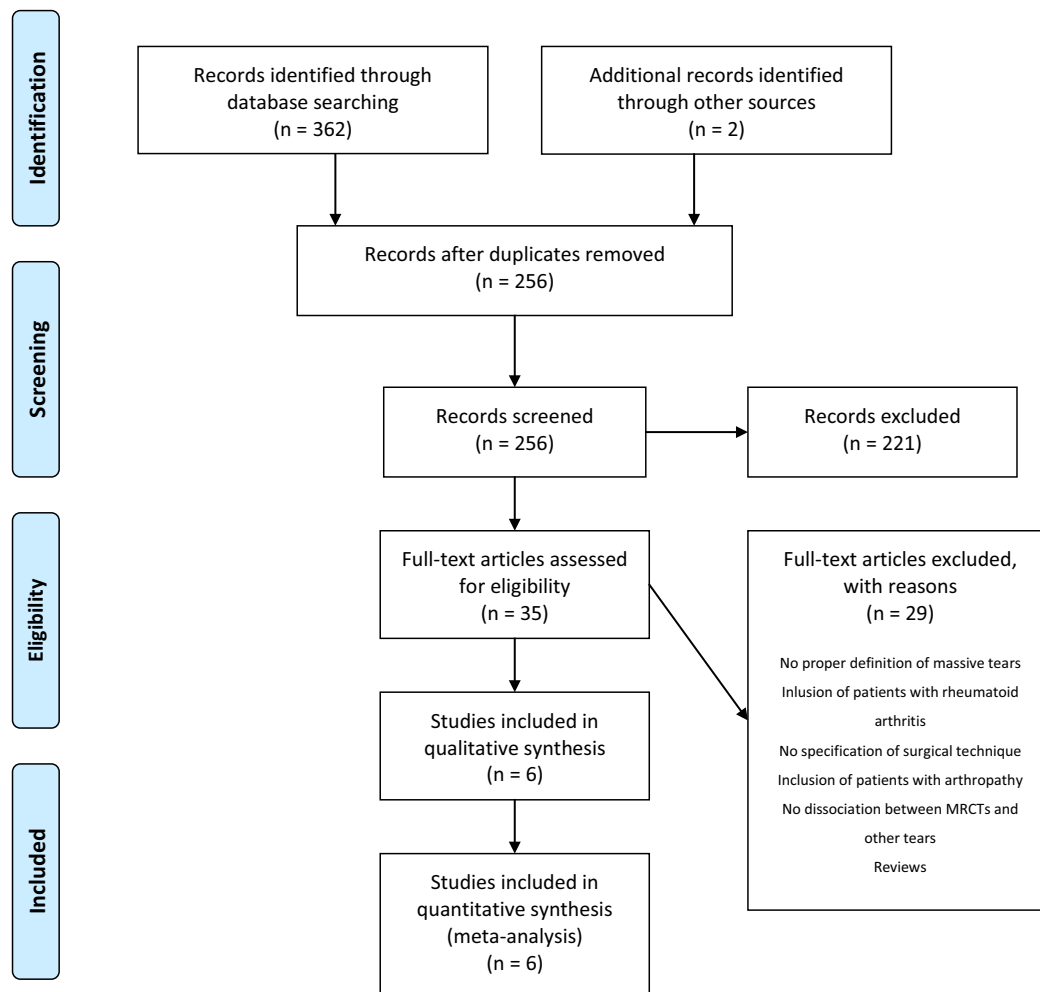 Identification
Records identified through
database searching
(n = 362)
Additional records identified
through other sources
(n = 2)
Records after duplicates removed
(n = 256)
Screening
Records screened
(n = 256)
Records excluded
(n = 221)
Eligibility
Full-text articles assessed
for eligibility
(n = 35)
Full-text articles excluded,
with reasons
(n = 29)
No proper definition of massive tears
Inlusion of patients with rheumatoid
arthritis
No specification of surgical technique
Inclusion of patients with arthropathy
No dissociation between MRCTs and
other tears
Reviews
Studies included in
qualitative synthesis
(n = 6)
Included
Studies included in
quantitative synthesis
(meta-analysis)
(n = 6)